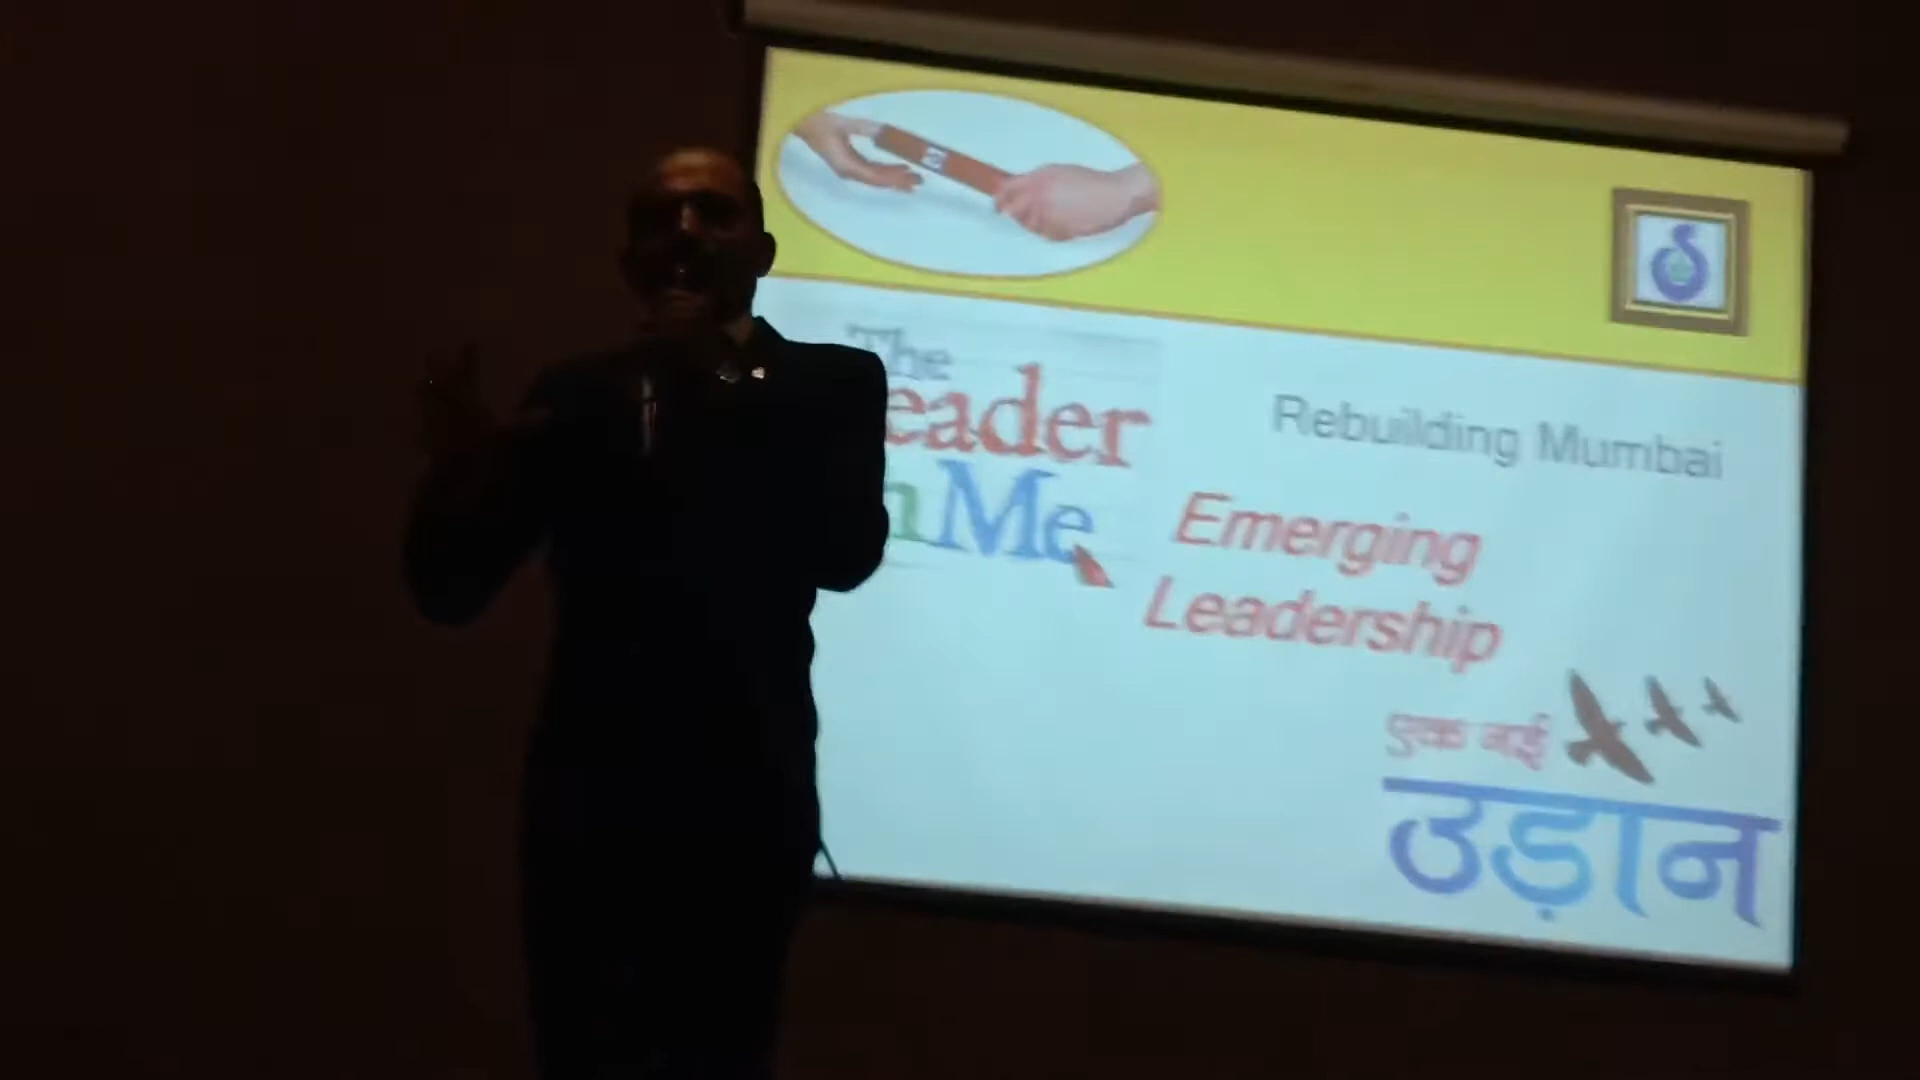 The
eader
n Me
Rebuilding Mumbai
Emerging
Leadership
एक नई
उड़ान